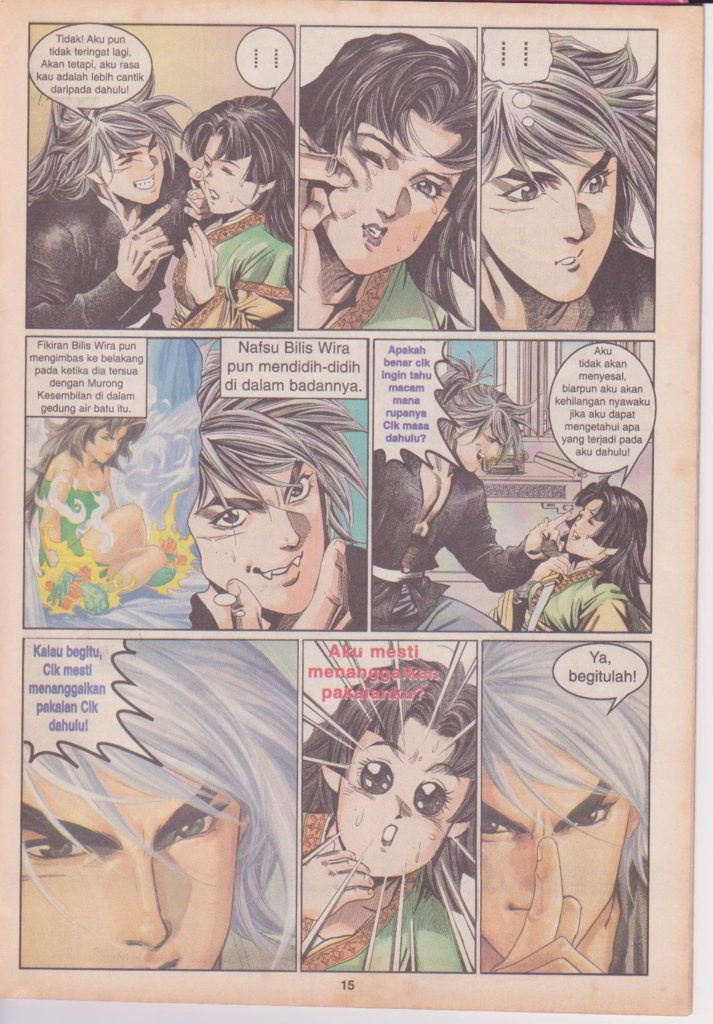 Tidak! Aku pun
tidak teringat lagi.
Akan tetapi, aku rasa
kau adalah lebih cantik
daripada dahulu!
Fikiran Bilis Wira pun
mengimbas ke belakang
pada ketika dia tersua
dengan Murong
Kesembilan di dalam
gedung air batu itu.
Nafsu Bilis Wira
pun mendidih-didih
di dalam badannya.
Apakah
benar cik
ingin tahu
macam
mana
rupanya
Cik masa
dahulu?
Aku
tidak akan
menyesal,
biarpun aku akan
kehilangan nyawaku
jika aku dapat
mengetahui apa
yang terjadi pada
aku dahulu!
Kalau begitu,
Cik mesti
menanggalkan
pakaian Cik
dahulu!
Aku mesti
menanggalkan
pakaianku?
Ya,
begitulah!
15